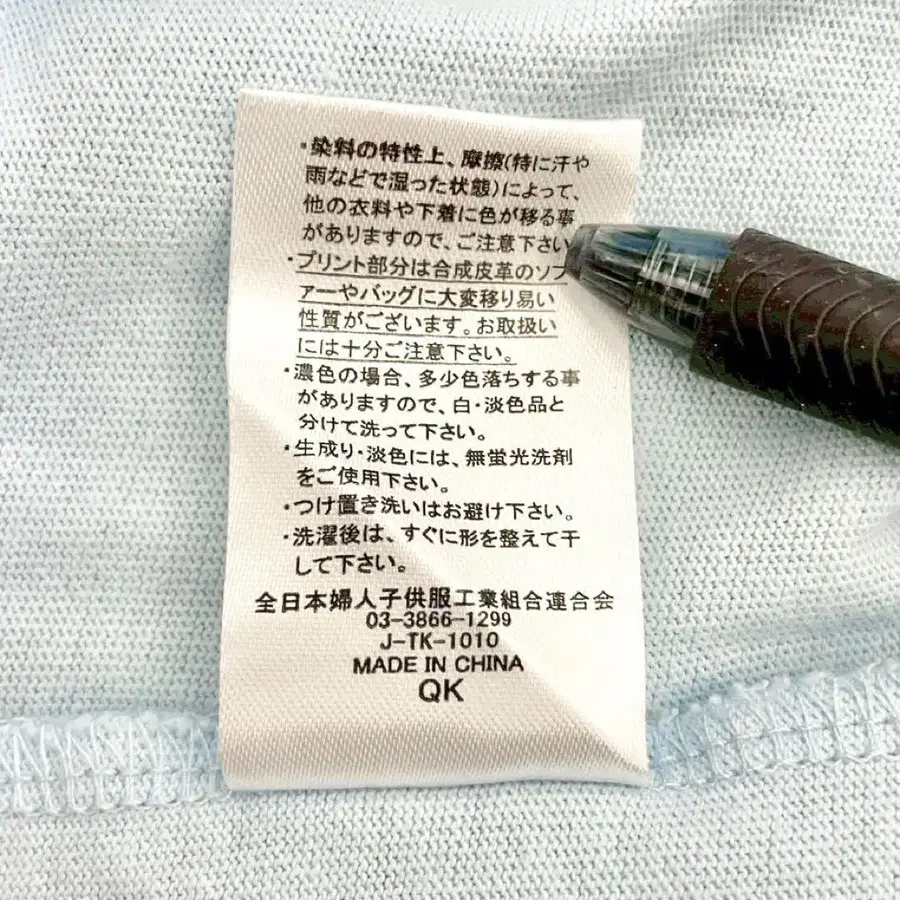 ・染料の特性上、摩擦(特に汗や
雨などで湿った状態)によって、
他の衣料や下着に色が移る事
がありますので、ご注意下さい
・プリント部分は合成皮革のソフ
ァーやバッグに大変移り易い
性質がございます。お取扱い
には十分ご注意下さい。
・濃色の場合、多少色落ちする事
がありますので、白・淡色品と
分けて洗って下さい。
・生成り・淡色には、無蛍光洗剤
をご使用下さい。
・つけ置き洗いはお避け下さい。
・洗濯後は、すぐに形を整えて干
して下さい。
全日本婦人子供服工業組合連合会
03-3866-1299
J-TK-1010
MADE IN CHINA
QK